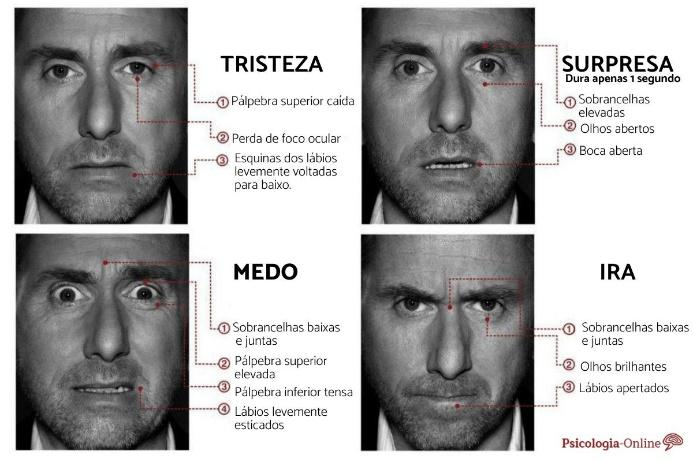 TRISTEZA
1 Pálpebra superior caída
2 Perda de foco ocular
3 Esquinas dos lábios
levemente voltadas
para baixo.
SURPRESA
Dura apenas 1 segundo
1 Sobrancelhas
elevadas
2 Olhos abertos
3 Boca aberta
MEDO
1 Sobrancelhas baixas
e juntas
2 Pálpebra superior
elevada
3 Pálpebra inferior tensa
4 Lábios levemente
esticados
IRA
1 Sobrancelhas baixas
e juntas
2 Olhos brilhantes
3 Lábios apertados
Psicologia-Online